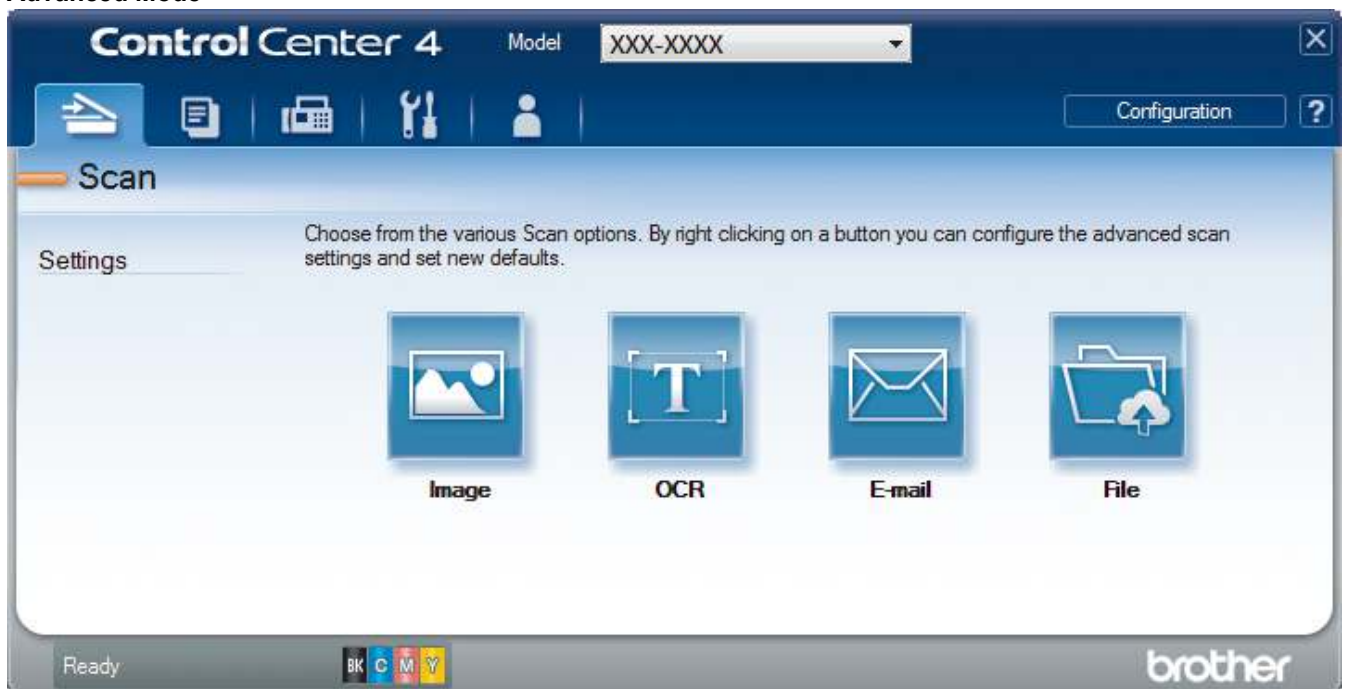 Advanced Mode
Control Center 4
Model
XXX-XXXX
Configuration
?
Scan
Settings
Choose from the various Scan options. By right clicking on a button you can configure the advanced scan
settings and set new defaults.
T
Image
OCR
E-mail
File
Ready
BK C M Y
brother